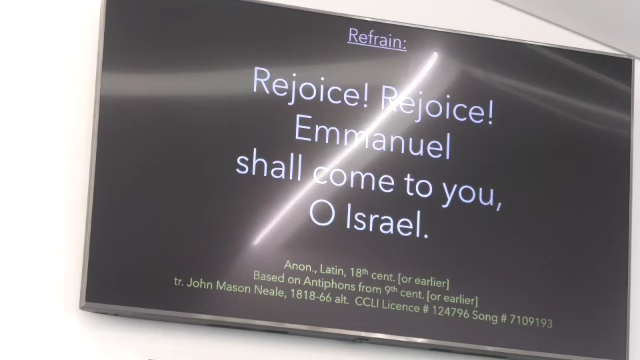 Refrain:
Rejoice! Rejoice!
Emmanuel
shall come to you,
O Israel.
Anon., Latin, 18th cent. [or earlier]
Based on Antiphons from 9th cent. [or earlier]
tr. John Mason Neale, 1818-66 alt. CCLI Licence # 124796 Song # 7109193